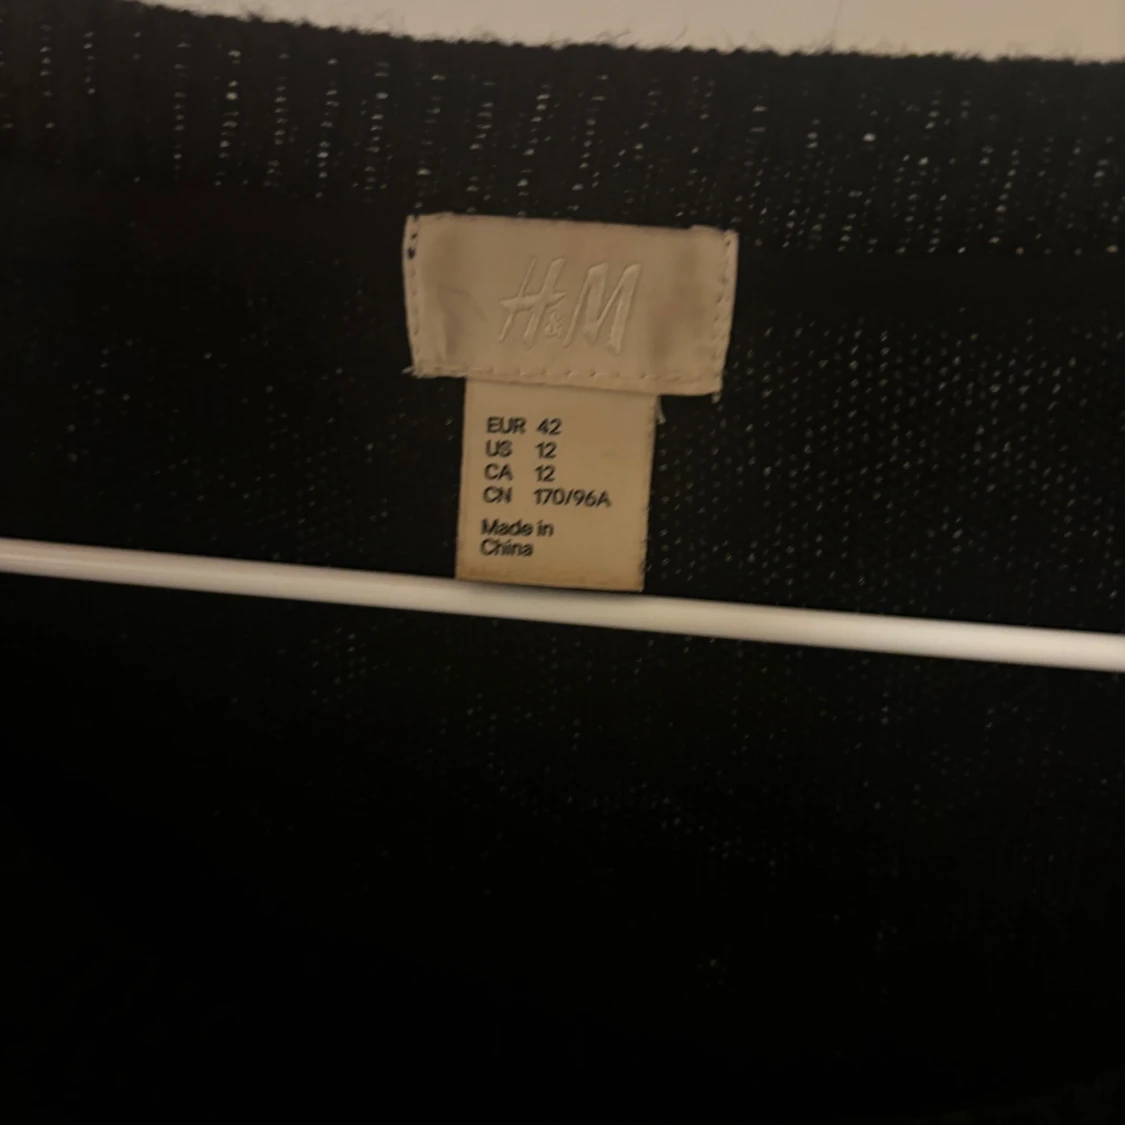 H&M
EUR 42
US 12
CA 12
CN 170/96A
Made in
China